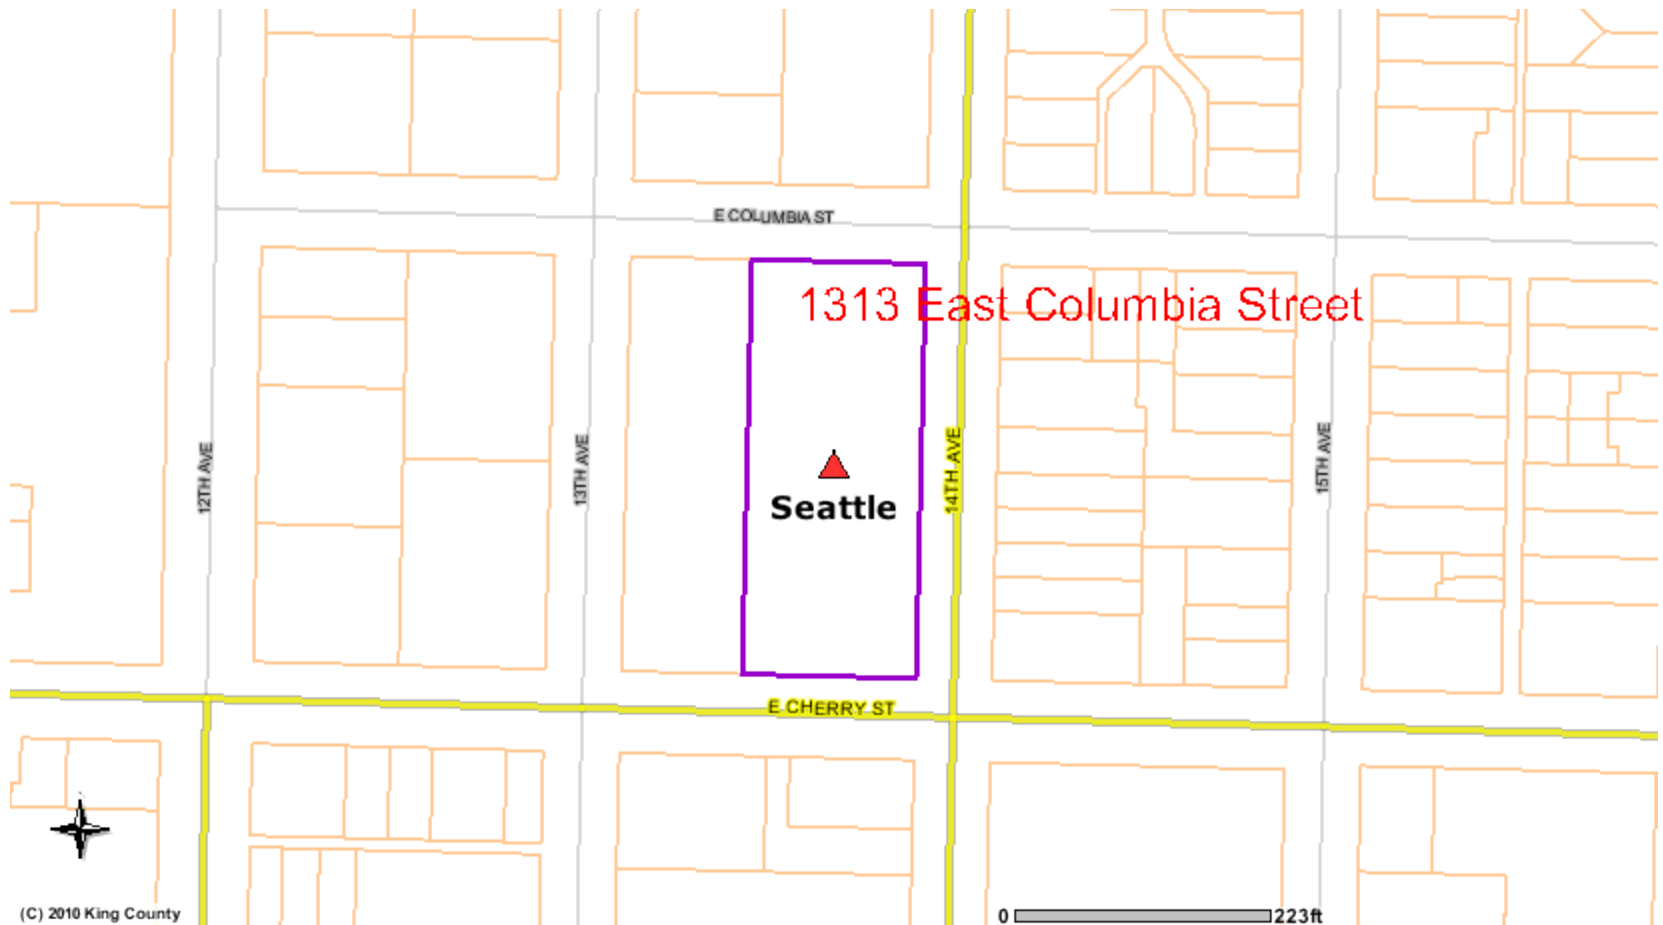 E COLUMBIA ST
1313 East Columbia Street
12TH AVE
13TH AVE
14TH AVE
15TH AVE
Seattle
E CHERRY ST
(C) 2010 King County
0 223ft